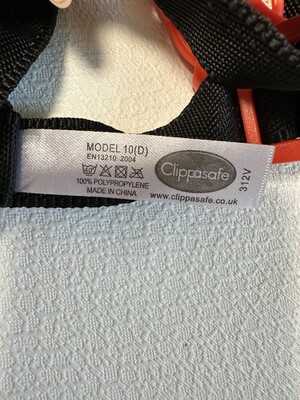 MODEL 10(D)
EN13210: 2004
100% POLYPROPYLENE
MADE IN CHINA
Clippasafe
www.clippasafe.co.uk
312V